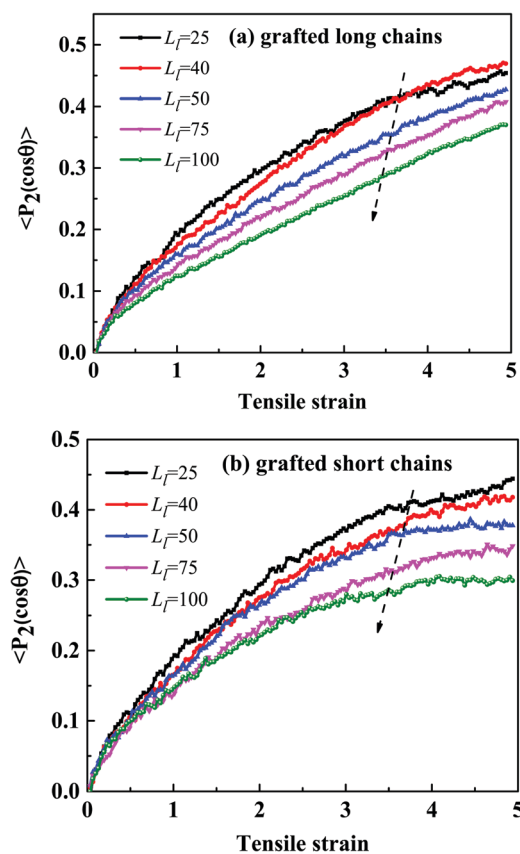 (a) grafted long chains
L_l=25
L_l=40
L_l=50
L_l=75
L_l=100
<P2(cosθ)>
0.5
0.4
0.3
0.2
0.1
0.0
0 1 2 3 4 5
Tensile strain
(b) grafted short chains
L_l=25
L_l=40
L_l=50
L_l=75
L_l=100
<P2(cosθ)>
0.5
0.4
0.3
0.2
0.1
0.0
0 1 2 3 4 5
Tensile strain